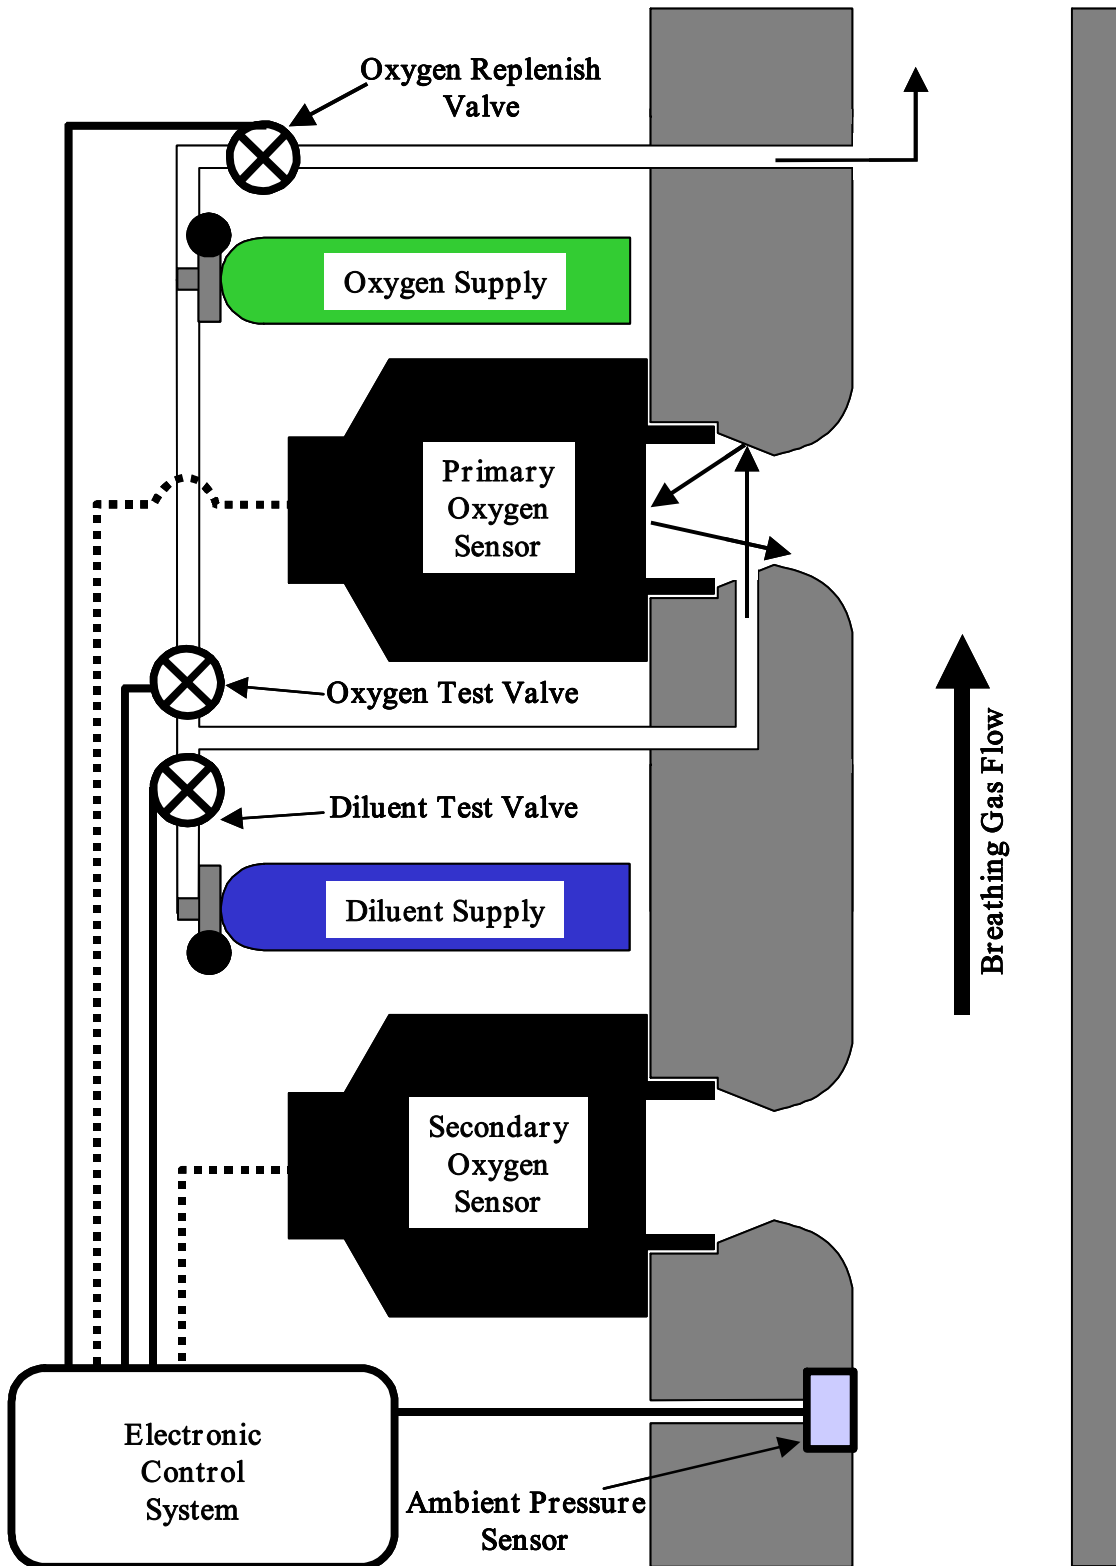 Oxygen Replenish
Valve
Oxygen Supply
Primary
Oxygen
Sensor
Oxygen Test Valve
Diluent Test Valve
Breathing Gas Flow
Diluent Supply
Secondary
Oxygen
Sensor
Electronic
Control
System
Ambient Pressure
Sensor